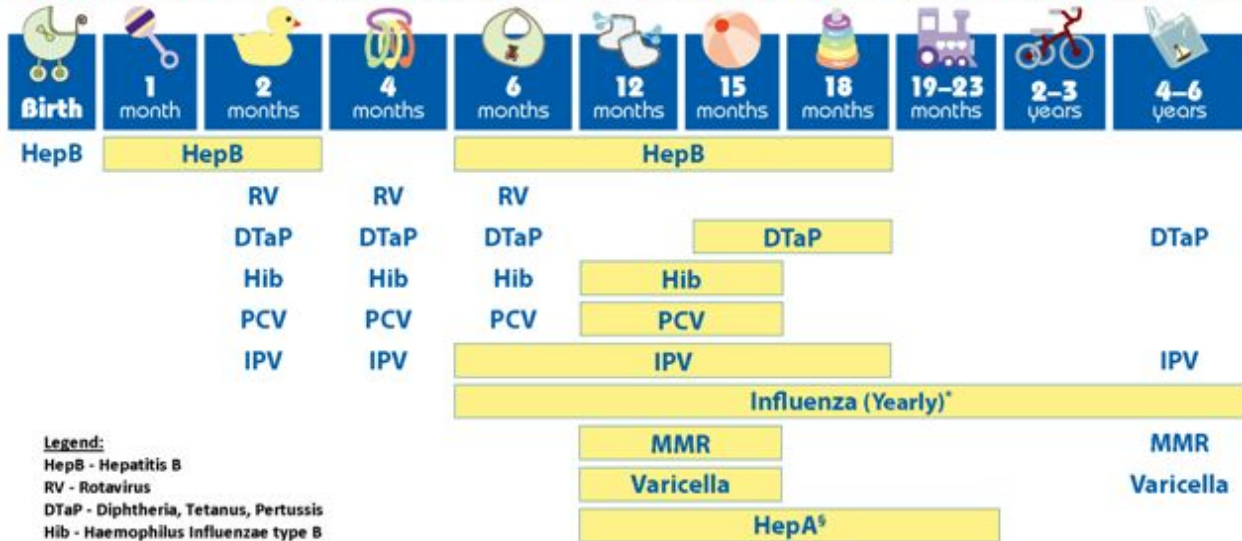 Birth
1 month
2 months
4 months
6 months
12 months
15 months
18 months
19–23 months
2–3 years
4–6 years
HepB HepB HepB
RV RV RV
DTaP DTaP DTaP DTaP DTaP
Hib Hib Hib Hib
PCV PCV PCV PCV
IPV IPV IPV IPV
Influenza (Yearly)*
MMR MMR
Varicella Varicella
HepA§
Legend:
HepB - Hepatitis B
RV - Rotavirus
DTaP - Diphtheria, Tetanus, Pertussis
Hib - Haemophilus Influenzae type B